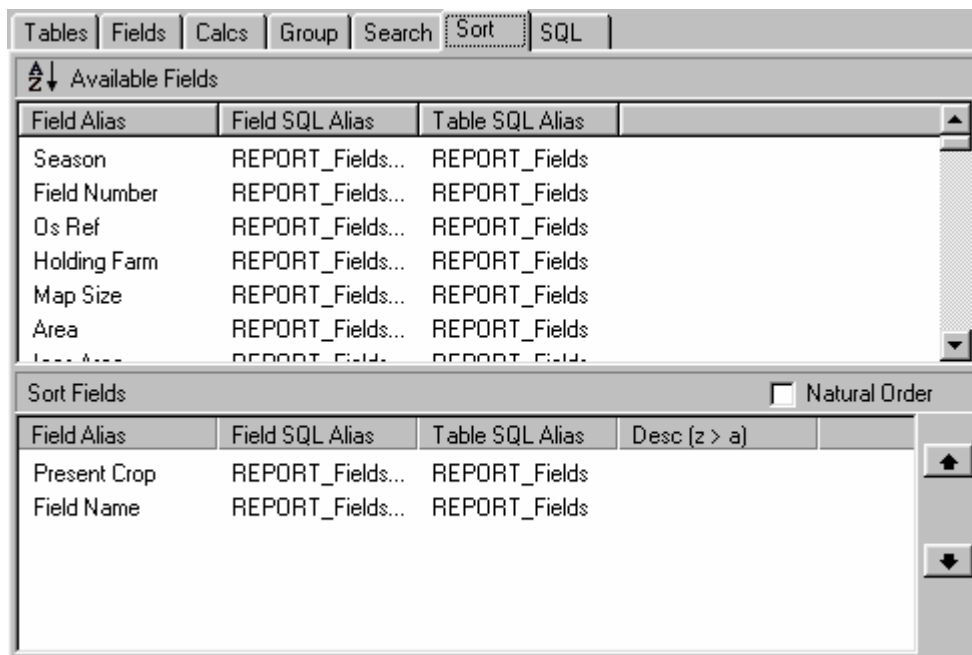 Tables Fields Calcs Group Search Sort SQL
Available Fields
Field Alias Field SQL Alias Table SQL Alias
Season REPORT_Fields... REPORT_Fields
Field Number REPORT_Fields... REPORT_Fields
Os Ref REPORT_Fields... REPORT_Fields
Holding Farm REPORT_Fields... REPORT_Fields
Map Size REPORT_Fields... REPORT_Fields
Area REPORT_Fields... REPORT_Fields
Sort Fields Natural Order
Field Alias Field SQL Alias Table SQL Alias Desc (z > a)
Present Crop REPORT_Fields... REPORT_Fields
Field Name REPORT_Fields... REPORT_Fields